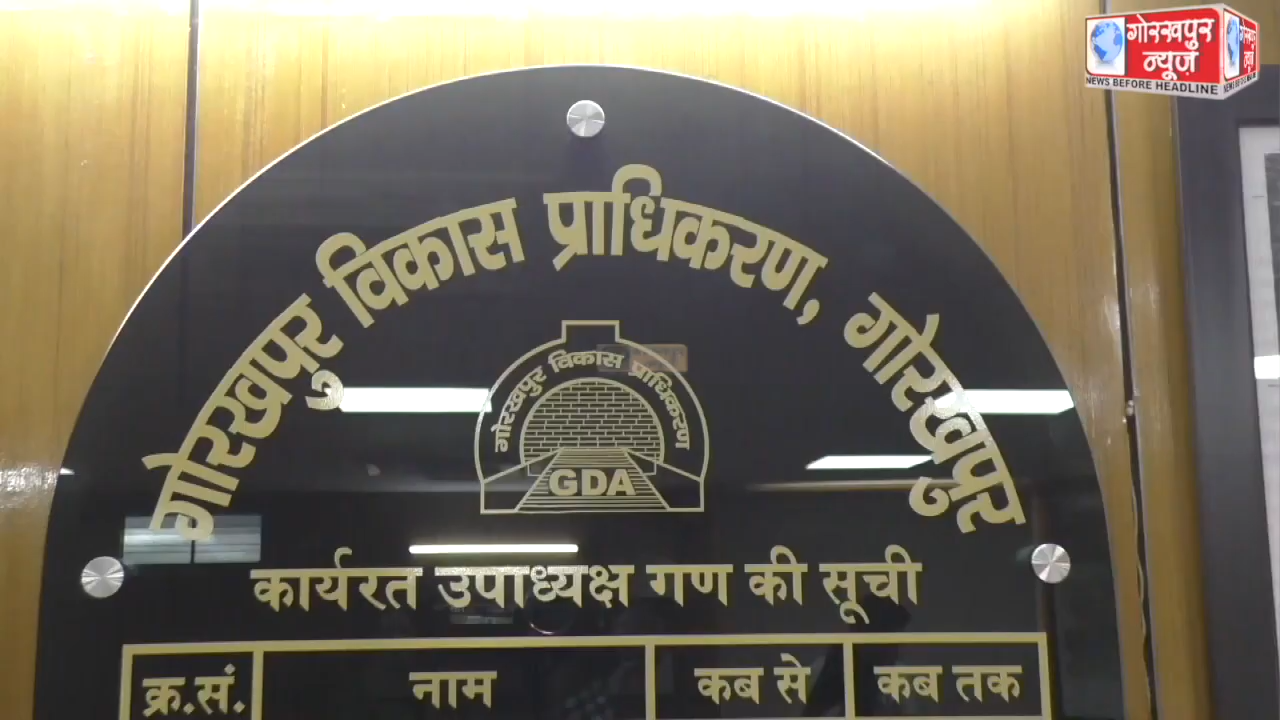 गोरखपुर
न्यूज़
NEWS BEFORE HEADLINE
गोरखपुर विकास प्राधिकरण, गोरखपुर
गोरखपुर विकास प्राधिकरण
GDA
कार्यरत उपाध्यक्ष गण की सूची
क्र.सं. नाम कब से कब तक